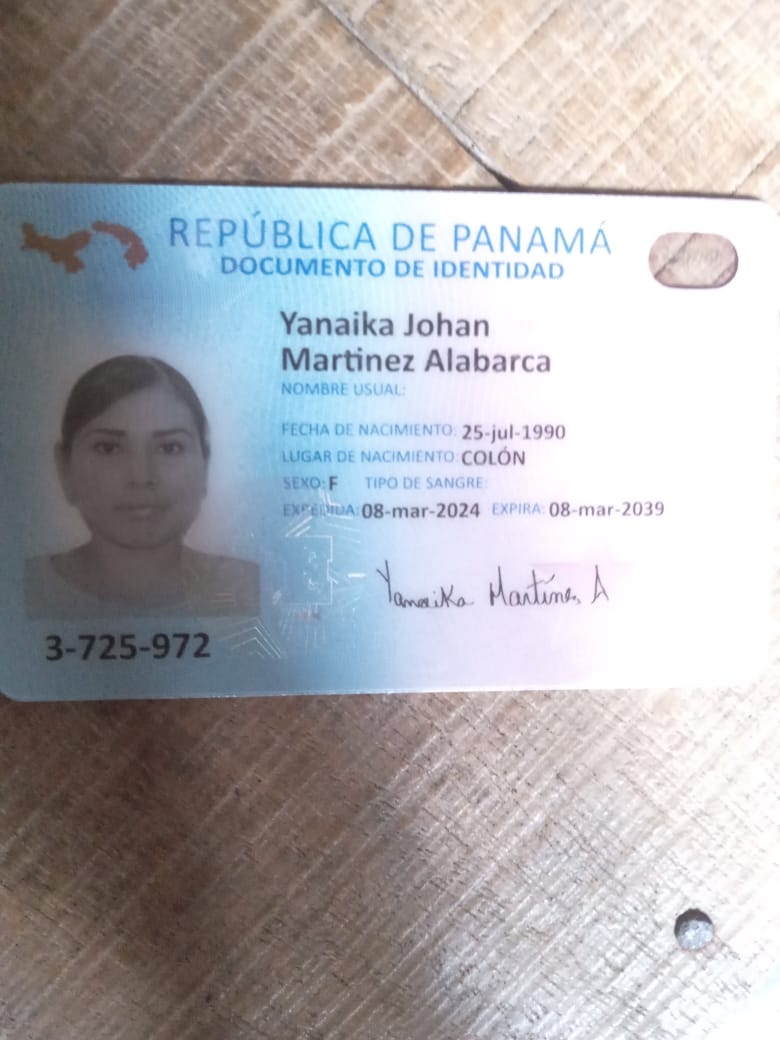 REPÚBLICA DE PANAMÁ
DOCUMENTO DE IDENTIDAD
Yanaika Johan
Martinez Alabarca
NOMBRE USUAL:
FECHA DE NACIMIENTO: 25-jul-1990
LUGAR DE NACIMIENTO: COLÓN
SEXO: F TIPO DE SANGRE:
EXPEDIDA: 08-mar-2024 EXPIRA: 08-mar-2039
Yanaika Martínez A
3-725-972